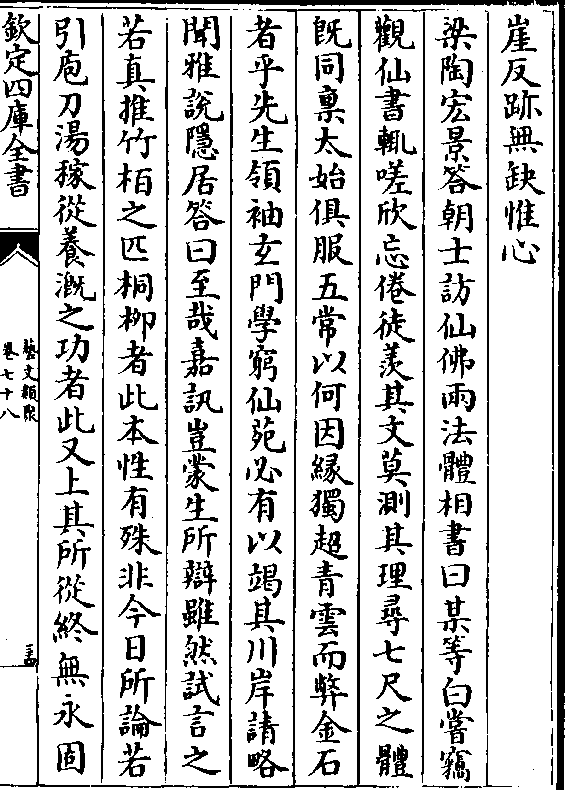 崖反跡無缺惟心
梁陶宏景答朝士訪仙佛兩法體相書曰某等白嘗竊
觀仙書輒嗟欣忘倦徒羨其文莫測其理尋七尺之體
既同稟太始俱服五常以何因縁獨超青雲而弊金石
者乎先生領袖玄門學窮仙苑必有以竭其川岸請略
聞雅說隱居答曰至哉嘉訊豈蒙生所辯雖然試言之
若真推竹栢之匹桐栁者此本性有殊非今日所論若
引庖刀湯稼從養溉之功者此又上其所從終無永固
欽定四庫全書
藝文類聚
卷七十八